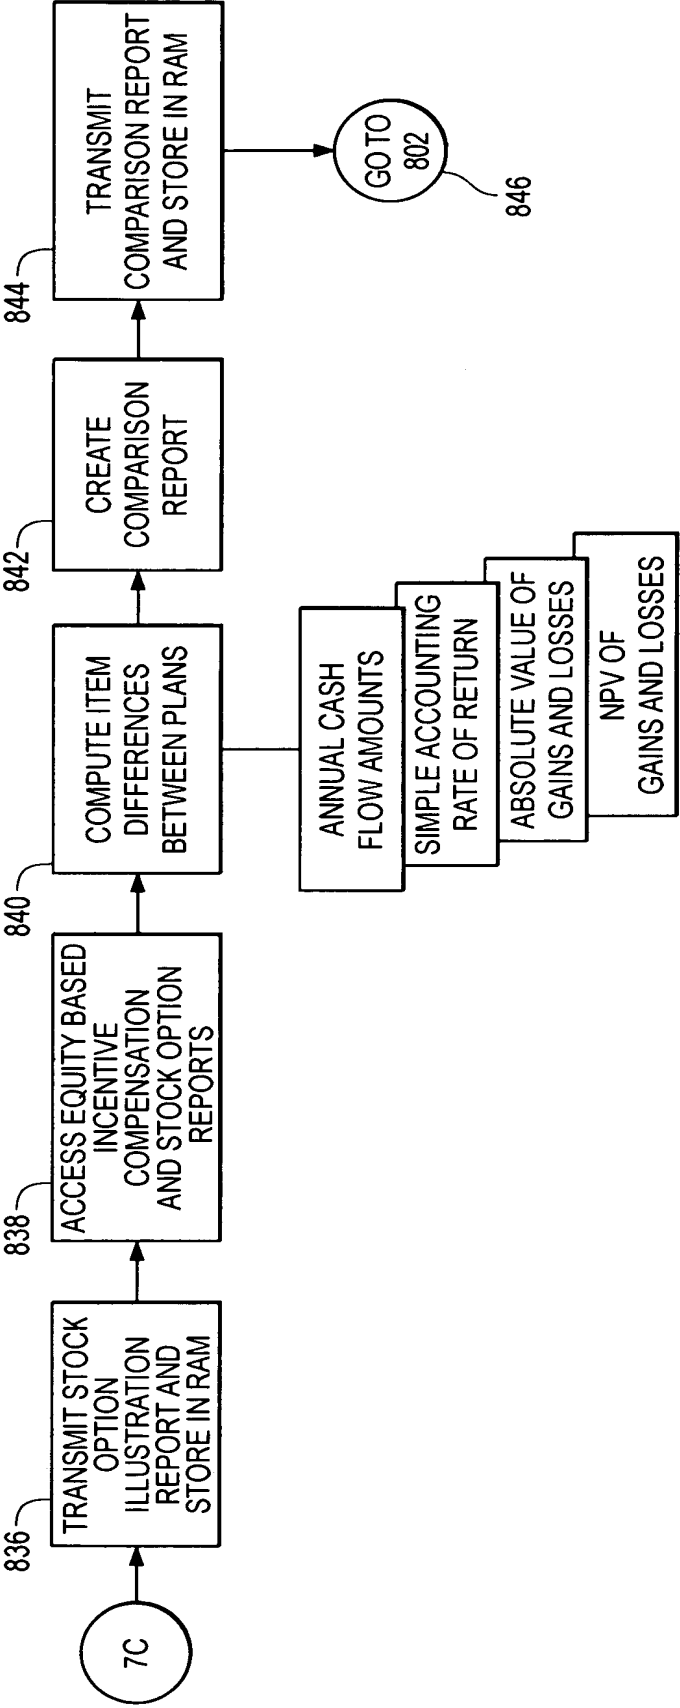 7C
836
TRANSMIT STOCK
OPTION
ILLUSTRATION
REPORT AND
STORE IN RAM
838
ACCESS EQUITY BASED
INCENTIVE
COMPENSATION
AND STOCK OPTION
REPORTS
840
COMPUTE ITEM
DIFFERENCES
BETWEEN PLANS
ANNUAL CASH
FLOW AMOUNTS
SIMPLE ACCOUNTING
RATE OF RETURN
ABSOLUTE VALUE OF
GAINS AND LOSSES
NPV OF
GAINS AND LOSSES
842
CREATE
COMPARISON
REPORT
844
TRANSMIT
COMPARISON REPORT
AND STORE IN RAM
GO TO
802
846